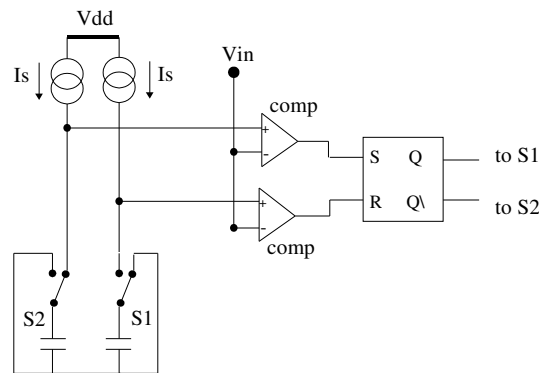 Vdd
Is
Is
Vin
comp
+
-
S Q
to S1
R Q\
to S2
+
-
comp
S2
S1